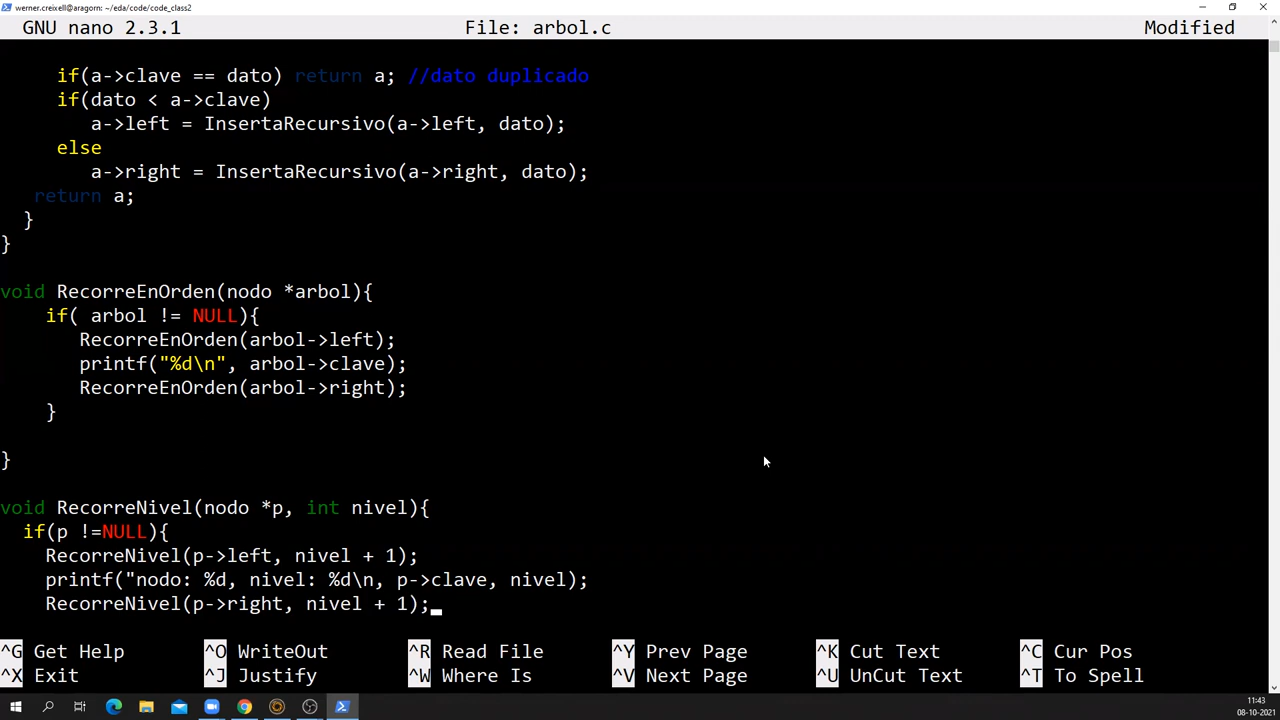 werner.creixell@aragorn: ~/eda/code/code_class2
GNU nano 2.3.1 File: arbol.c Modified
if(a->clave == dato) return a; //dato duplicado
if(dato < a->clave)
a->left = InsertaRecursivo(a->left, dato);
else
a->right = InsertaRecursivo(a->right, dato);
return a;
}
}
void RecorreEnOrden(nodo *arbol){
if( arbol != NULL){
RecorreEnOrden(arbol->left);
printf("%d\n", arbol->clave);
RecorreEnOrden(arbol->right);
}
}
void RecorreNivel(nodo *p, int nivel){
if(p !=NULL){
RecorreNivel(p->left, nivel + 1);
printf("nodo: %d, nivel: %d\n, p->clave, nivel);
RecorreNivel(p->right, nivel + 1);
^G Get Help ^O WriteOut ^R Read File ^Y Prev Page ^K Cut Text ^C Cur Pos
^X Exit ^J Justify ^W Where Is ^V Next Page ^U UnCut Text ^T To Spell
11:43
08-10-2021